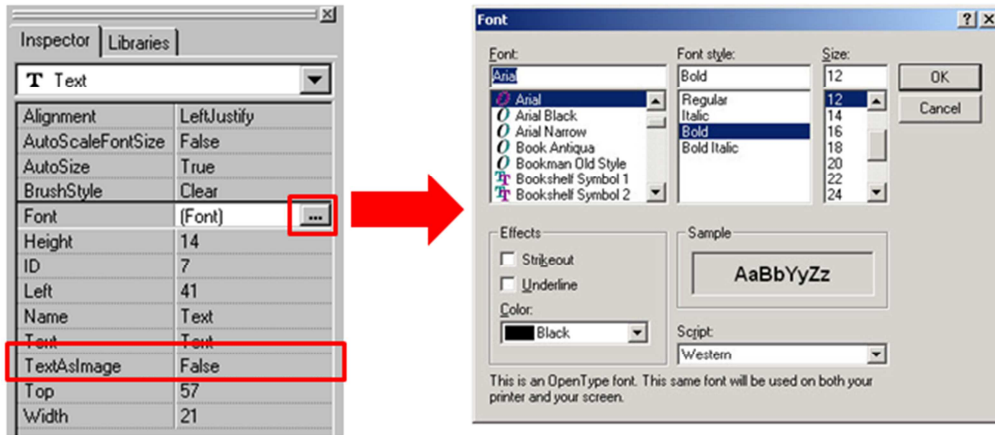 Inspector Libraries
T Text
Alignment LeftJustify
AutoScaleFontSize False
AutoSize True
BrushStyle Clear
Font (Font) ...
Height 14
ID 7
Left 41
Name Text
Text Text
TextAsImage False
Top 57
Width 21
Font
Font: Font style: Size:
Arial Bold 12
Arial
Arial Black
Arial Narrow
Book Antiqua
Bookman Old Style
Bookshelf Symbol 1
Bookshelf Symbol 2
Regular
Italic
Bold
Bold Italic
12
14
16
18
20
22
24
OK
Cancel
Effects
Strikeout
Underline
Color:
Black
Sample
AaBbYyZz
Script:
Western
This is an OpenType font. This same font will be used on both your
printer and your screen.